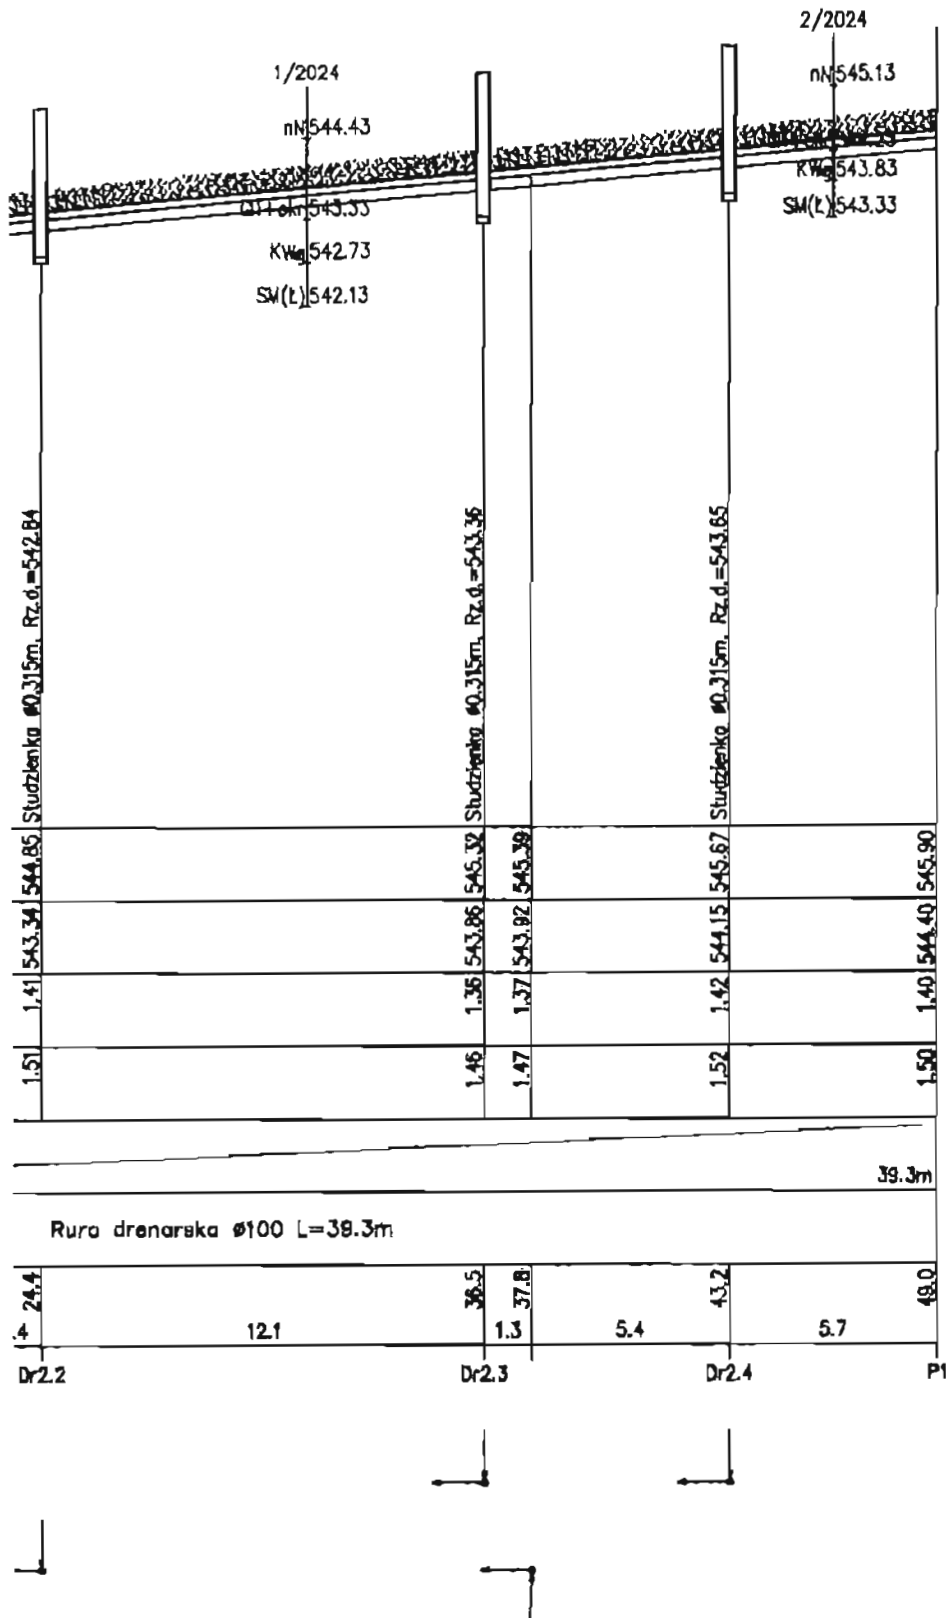 2/2024
1/2024
nN 545.13
nN 544.43
KWg 543.83
SM(Ł) 543.33
543.33
KWg 542.73
SM(Ł) 542.13
Studzienka ø0.315m, Rz.d.=542.84
Studzienka ø0.315m, Rz.d.=543.36
Studzienka ø0.315m, Rz.d.=543.65
544.85 545.32 545.39 545.67 545.90
543.34 543.86 543.92 544.15 544.40
1.41 1.36 1.37 1.42 1.40
1.51 1.46 1.47 1.52 1.50
39.3m
Rura drenarska ø100 L=39.3m
24.4 36.5 37.8 43.2 49.0
.4 12.1 1.3 5.4 5.7
Dr2.2 Dr2.3 Dr2.4 P1